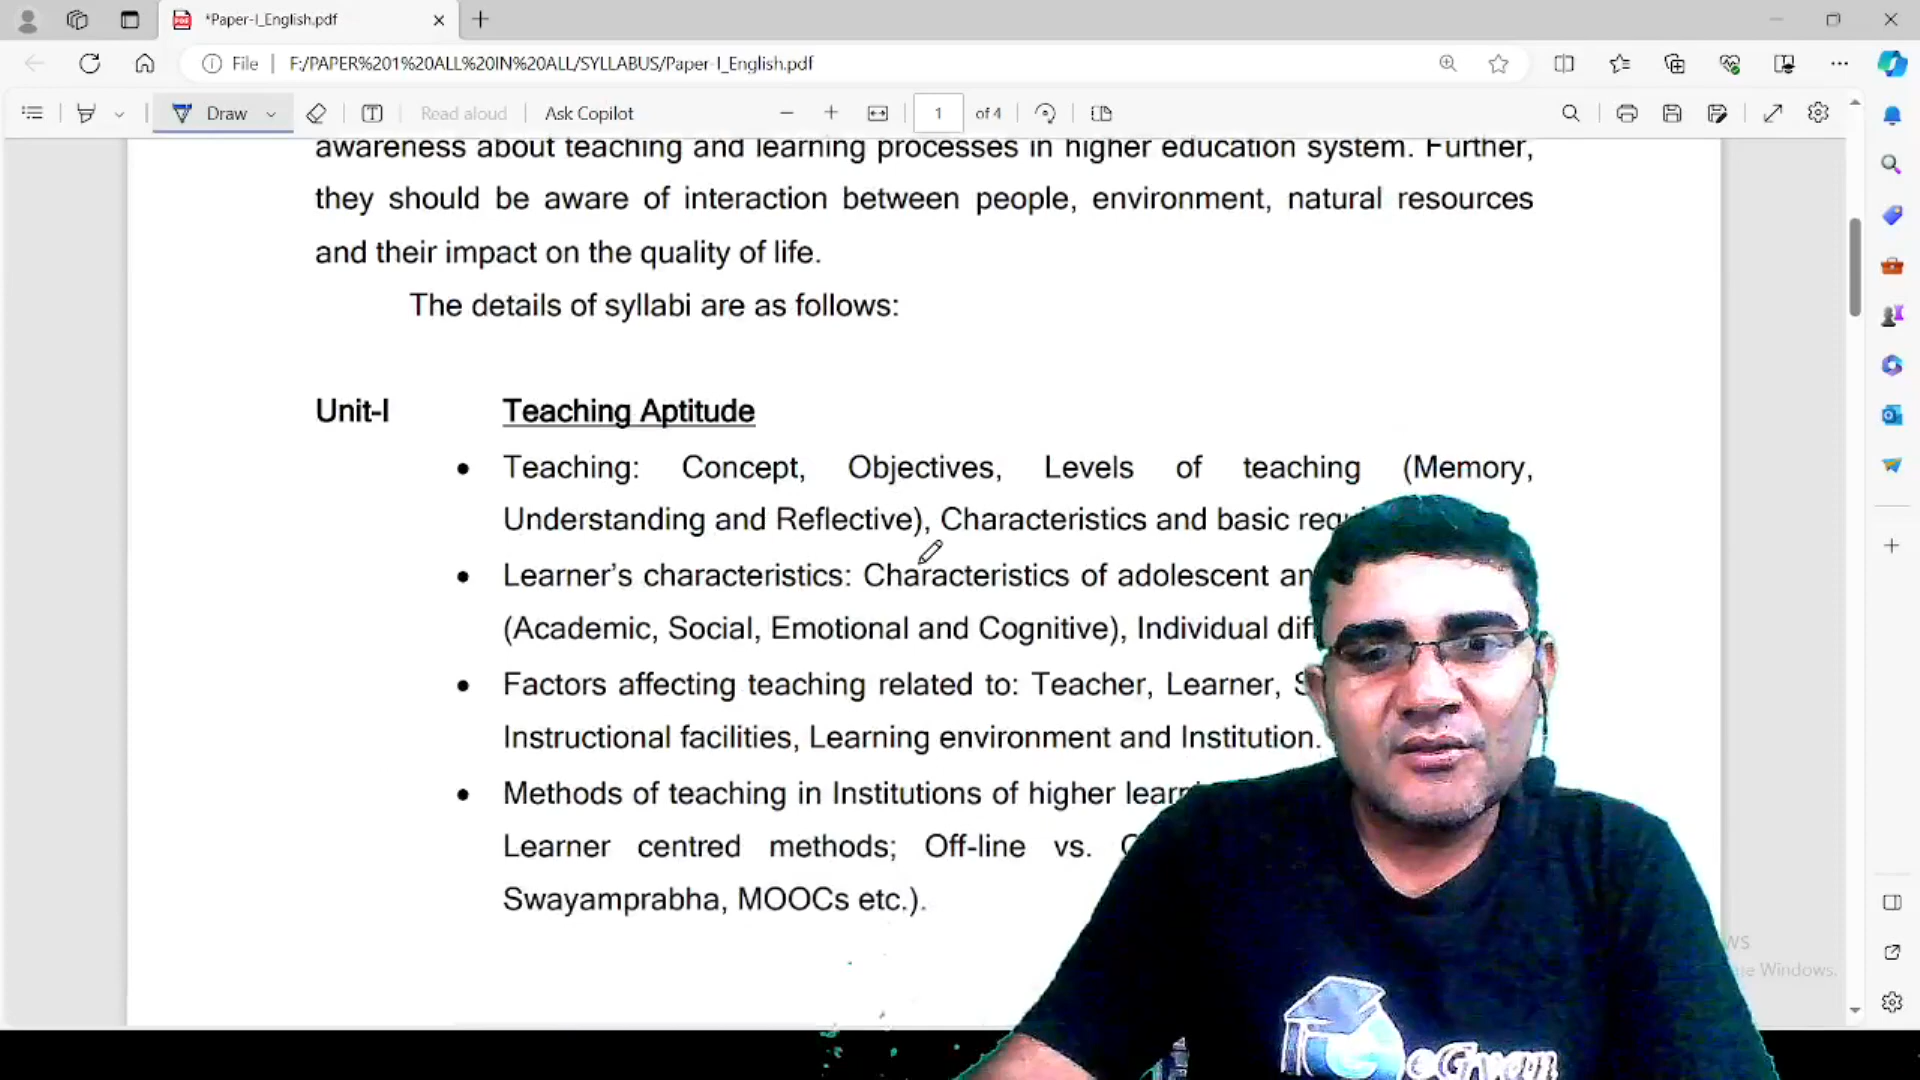 *Paper-I_English.pdf
File
F:/PAPER%201%20ALL%20IN%20ALL/SYLLABUS/Paper-I_English.pdf
Draw
Read aloud
Ask Copilot
1 of 4
awareness about teaching and learning processes in higher education system. Further,
they should be aware of interaction between people, environment, natural resources
and their impact on the quality of life.
The details of syllabi are as follows:
Unit-I Teaching Aptitude
• Teaching: Concept, Objectives, Levels of teaching (Memory,
Understanding and Reflective), Characteristics and basic
• Learner's characteristics: Characteristics of adolescent
(Academic, Social, Emotional and Cognitive), Individual
• Factors affecting teaching related to: Teacher, Learner,
Instructional facilities, Learning environment and Institution.
• Methods of teaching in Institutions of higher
Learner centred methods; Off-line vs.
Swayamprabha, MOOCs etc.).
Windows.